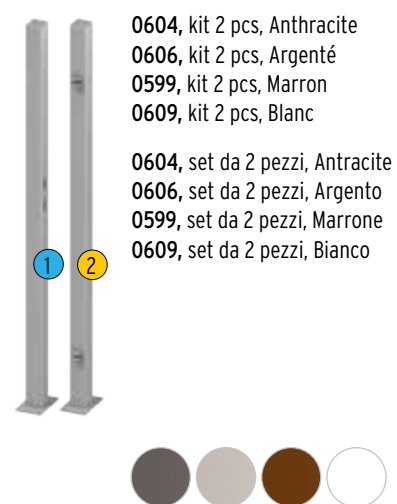 0604, kit 2 pcs, Anthracite
0606, kit 2 pcs, Argenté
0599, kit 2 pcs, Marron
0609, kit 2 pcs, Blanc
0604, set da 2 pezzi, Antracite
0606, set da 2 pezzi, Argento
0599, set da 2 pezzi, Marrone
0609, set da 2 pezzi, Bianco
1 2